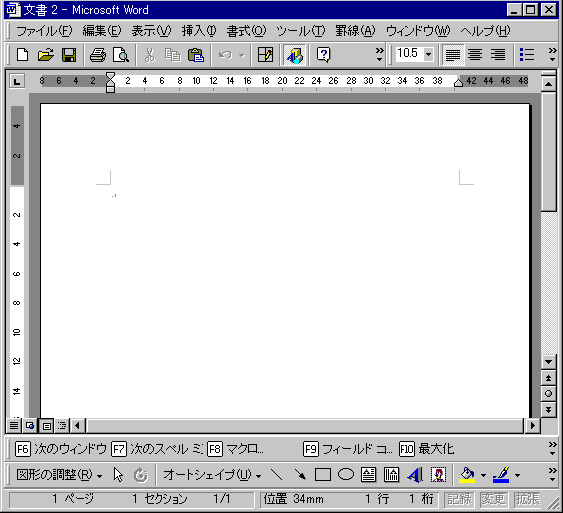 文書 2 - Microsoft Word
ファイル(F) 編集(E) 表示(V) 挿入(I) 書式(O) ツール(T) 罫線(A) ウィンドウ(W) ヘルプ(H)
10.5
8 6 4 2 2 4 6 8 10 12 14 16 18 20 22 24 26 28 30 32 34 36 38 42 44 46 48
4
2
2
4
6
8
10
12
14
F6 次のウィンドウ F7 次のスペル ミ F8 マクロ... F9 フィールド コ... F10 最大化
図形の調整(R) オートシェイプ(U)
1 ページ 1 セクション 1/1 位置 34mm 1 行 1 桁 記録 変更 拡張